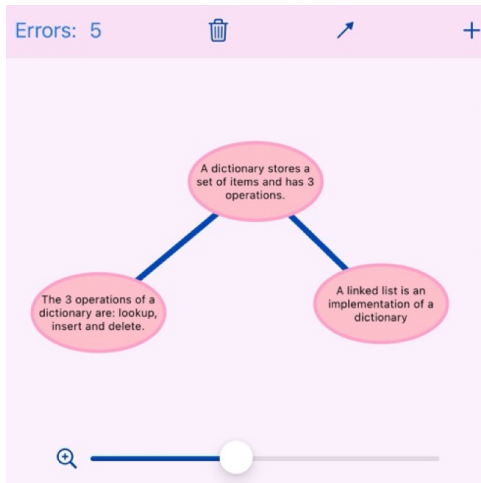 Errors: 5
A dictionary stores a
set of items and has 3
operations.
The 3 operations of a
dictionary are: lookup,
insert and delete.
A linked list is an
implementation of a
dictionary